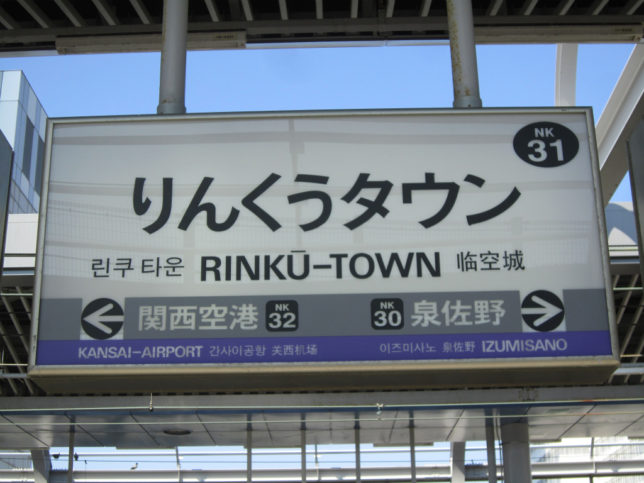 NK
31
りんくうタウン
린쿠 타운 RINKŪ-TOWN 临空城
← 関西空港 NK 32 NK 30 泉佐野 →
KANSAI-AIRPORT 간사이공항 关西机场 이즈미사노 泉佐野 IZUMISANO